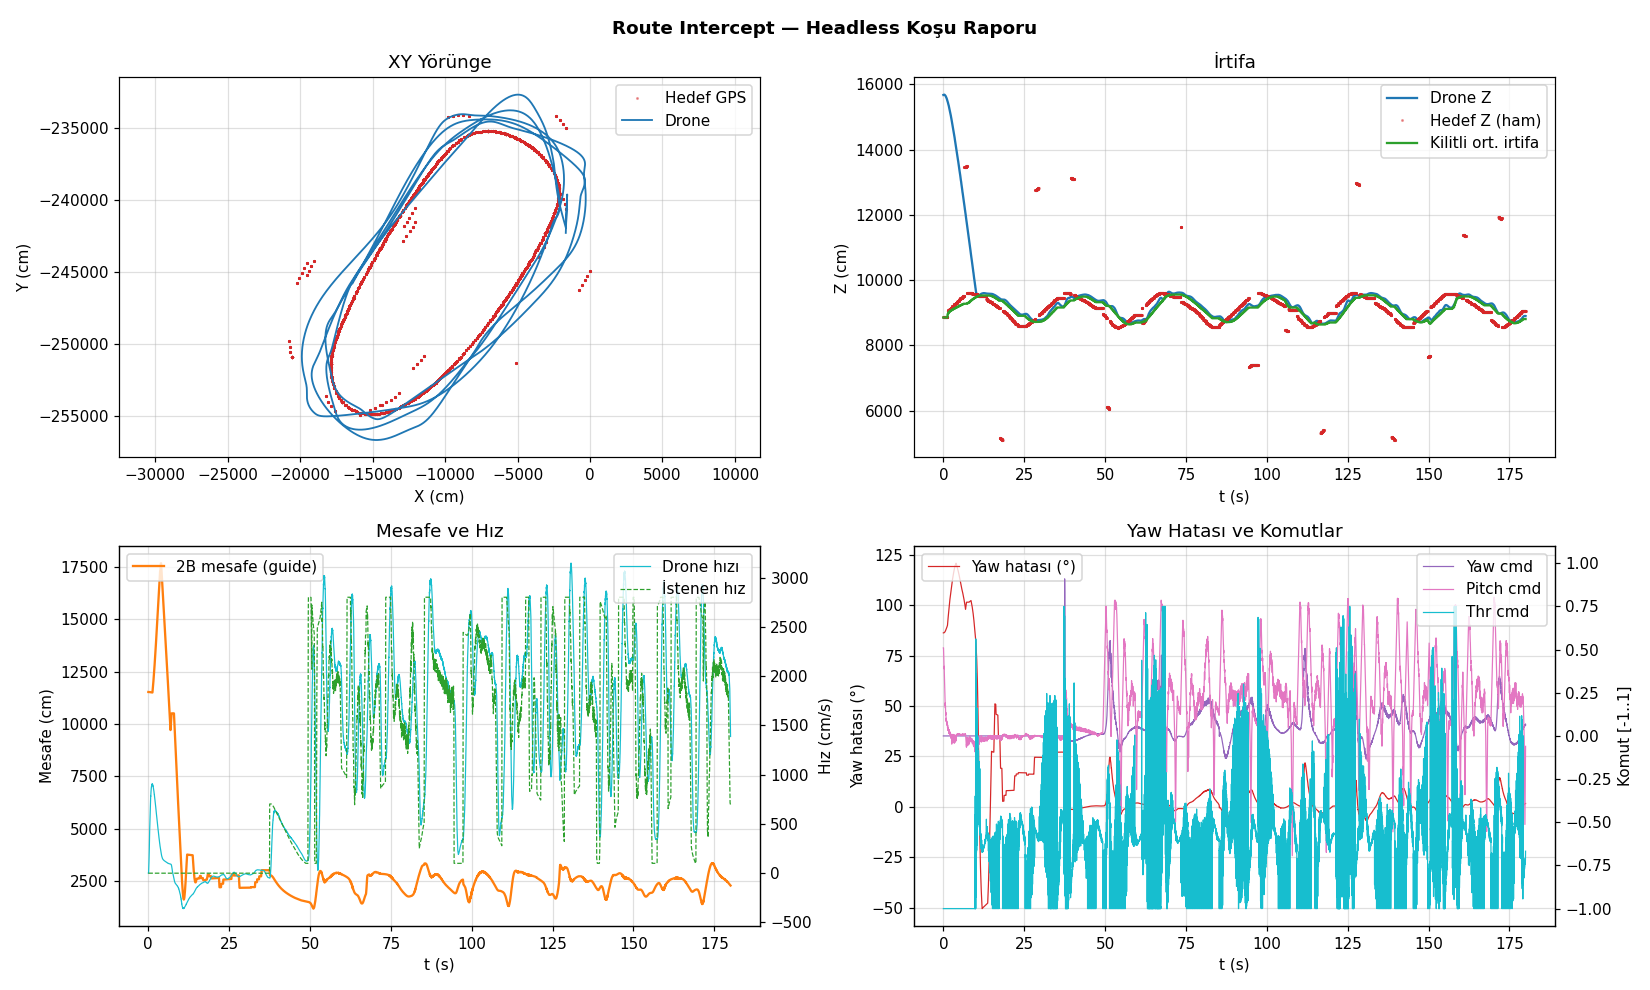 Route Intercept — Headless Koşu Raporu
XY Yörünge
Hedef GPS
Drone
−235000
−240000
−245000
−250000
−255000
Y (cm)
−30000 −25000 −20000 −15000 −10000 −5000 0 5000 10000
X (cm)
İrtifa
Drone Z
Hedef Z (ham)
Kilitli ort. irtifa
16000
14000
12000
10000
8000
6000
Z (cm)
0 25 50 75 100 125 150 175
t (s)
Mesafe ve Hız
2B mesafe (guide)
Drone hızı
İstenen hız
17500
15000
12500
10000
7500
5000
2500
Mesafe (cm)
3000
2500
2000
1500
1000
500
0
−500
Hız (cm/s)
0 25 50 75 100 125 150 175
t (s)
Yaw Hatası ve Komutlar
Yaw hatası (°)
Yaw cmd
Pitch cmd
Thr cmd
125
100
75
50
25
0
−25
−50
Yaw hatası (°)
1.00
0.75
0.50
0.25
0.00
−0.25
−0.50
−0.75
−1.00
Komut [-1..1]
0 25 50 75 100 125 150 175
t (s)